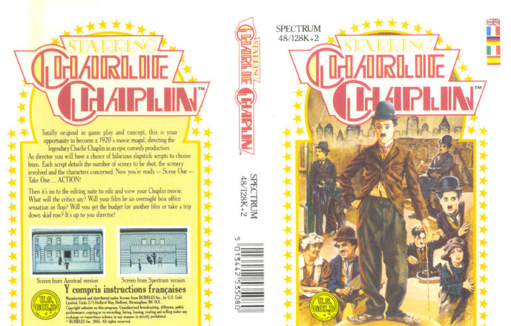 STARRING
CHARLIE
CHAPLIN™
Totally original in game play and concept, this is your
opportunity to become a 1920's movie mogul, directing the
legendary Charlie Chaplin in an epic comedy production.
As director you will have a choice of hilarious slapstick scripts to choose
from. Each script details the number of scenes to be shot, the scenery
involved and the characters concerned. Now you're ready — Scene One —
Take One ... ACTION!
Then it's on to the editing suite to edit and view your Chaplin movie.
What will the critics say? Will your film be an overnight box office
sensation or flop? Will you get the budget for another film or take a trip
down skid row? It's up to you director!
Screen from Amstrad version
Screen from Spectrum version
Y compris instructions françaises
U.S.
GOLD
STARRING
CHARLIE
CHAPLIN™
SPECTRUM
48/128K+2
5 015442 555080
SPECTRUM
48/128K+2
STARRING
CHARLIE
CHAPLIN™
U.S.
GOLD